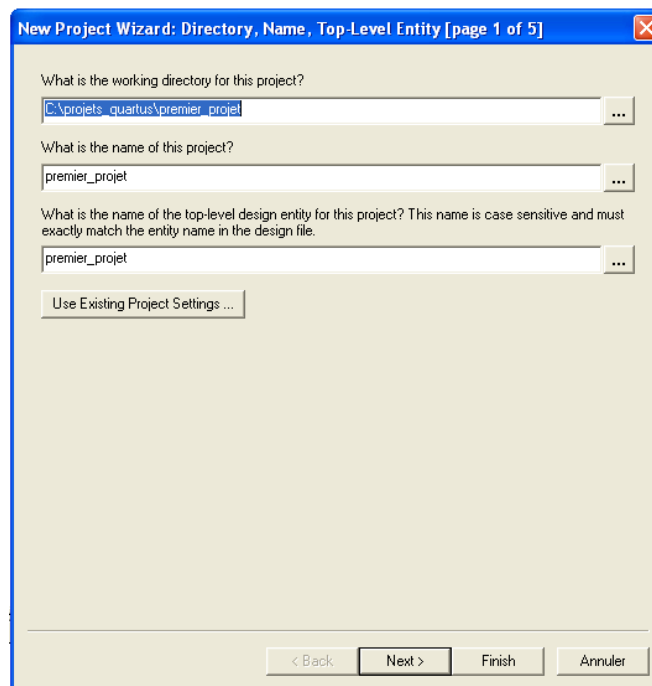 New Project Wizard: Directory, Name, Top-Level Entity [page 1 of 5]
What is the working directory for this project?
C:\projets_quartus\premier_projet
...
What is the name of this project?
premier_projet
...
What is the name of the top-level design entity for this project? This name is case sensitive and must
exactly match the entity name in the design file.
premier_projet
...
Use Existing Project Settings ...
< Back
Next >
Finish
Annuler